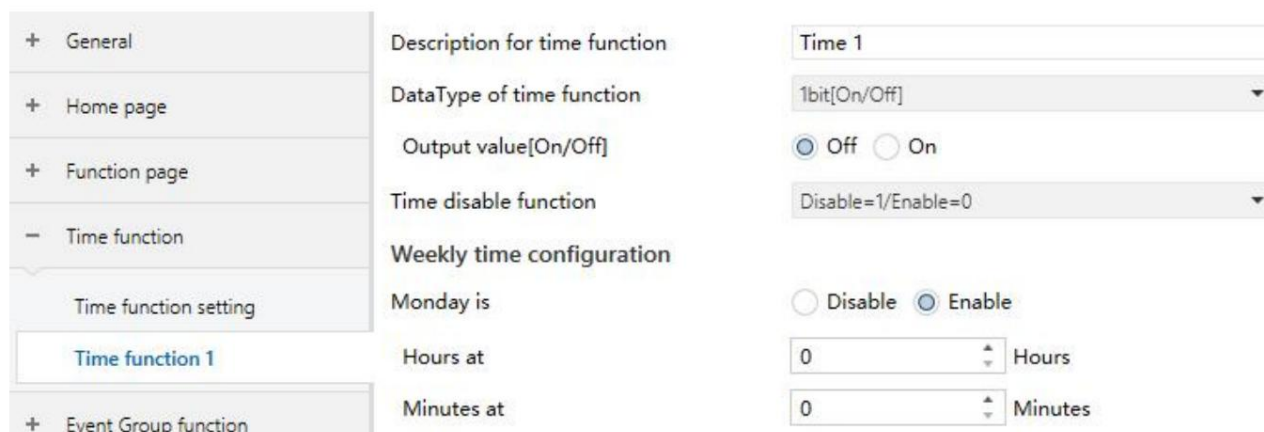 + General
+ Home page
+ Function page
− Time function
Time function setting
Time function 1
+ Event Group function
Description for time function Time 1
DataType of time function 1bit[On/Off]
Output value[On/Off] Off On
Time disable function Disable=1/Enable=0
Weekly time configuration
Monday is Disable Enable
Hours at 0 Hours
Minutes at 0 Minutes